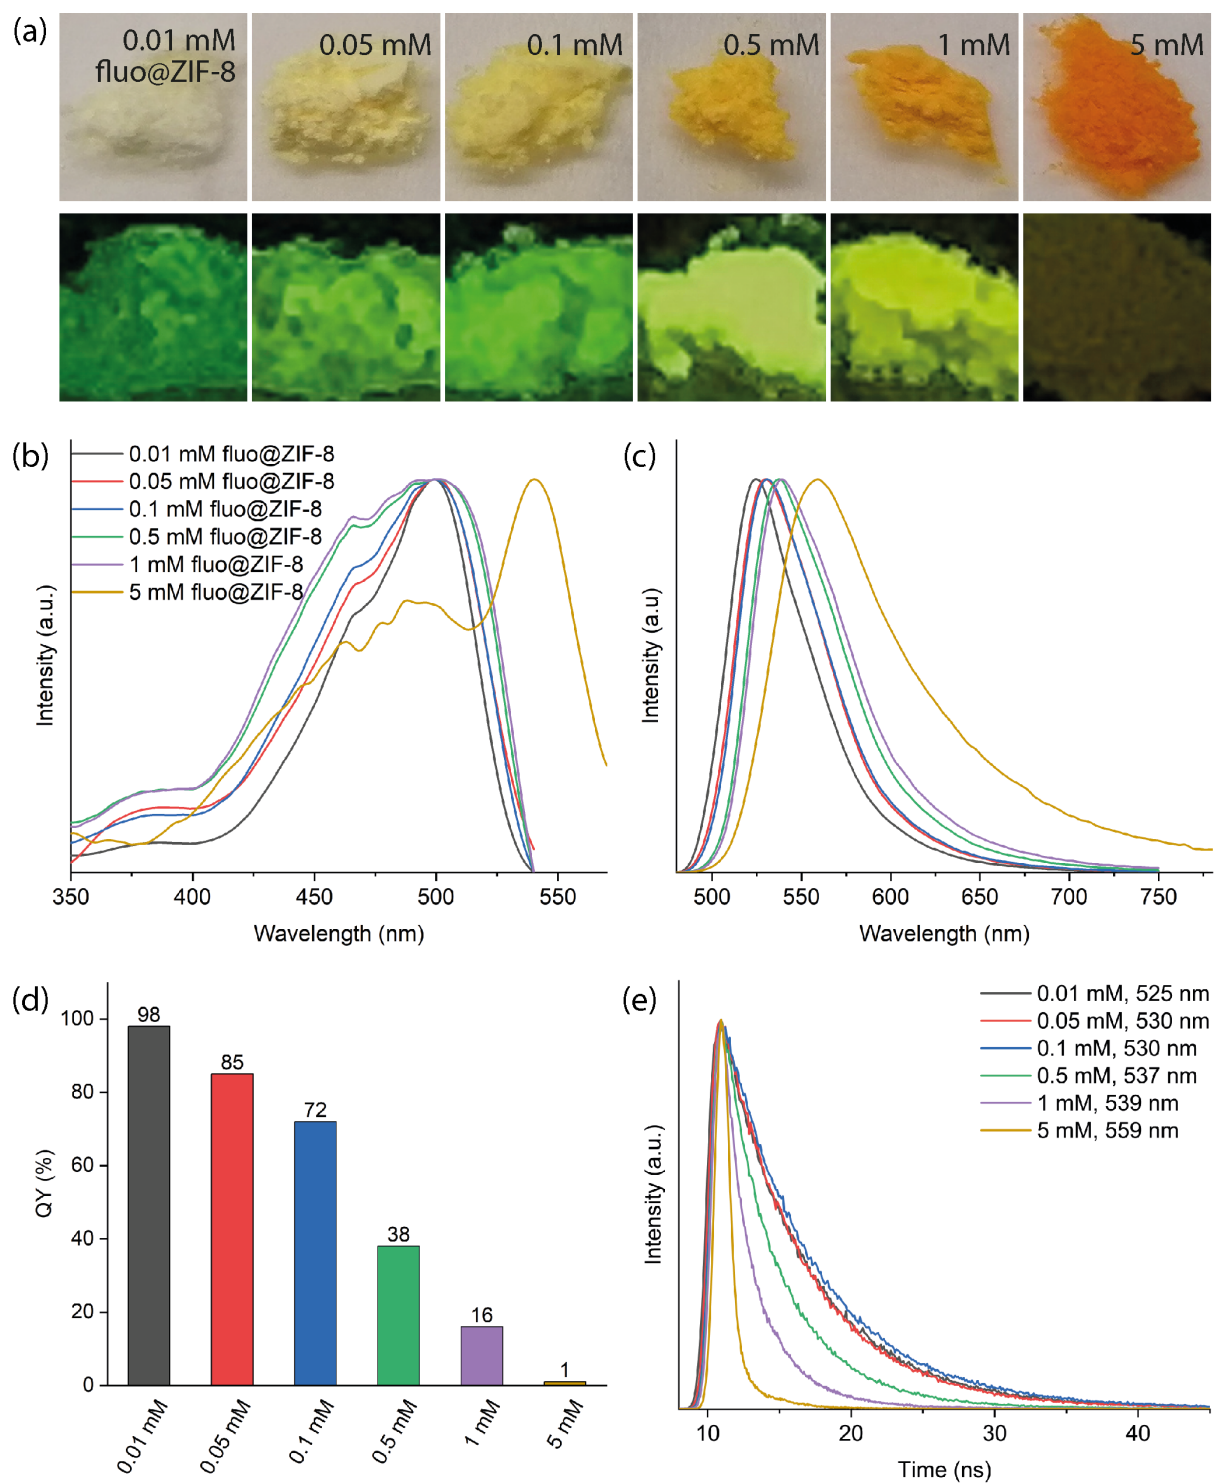 (a)
0.01 mM
fluo@ZIF-8
0.05 mM
0.1 mM
0.5 mM
1 mM
5 mM
(b)
0.01 mM fluo@ZIF-8
0.05 mM fluo@ZIF-8
0.1 mM fluo@ZIF-8
0.5 mM fluo@ZIF-8
1 mM fluo@ZIF-8
5 mM fluo@ZIF-8
Intensity (a.u.)
350
400
450
500
550
Wavelength (nm)
(c)
Intensity (a.u)
500
550
600
650
700
750
Wavelength (nm)
(d)
QY (%)
100
80
60
40
20
0
98
85
72
38
16
1
0.01 mM
0.05 mM
0.1 mM
0.5 mM
1 mM
5 mM
(e)
0.01 mM, 525 nm
0.05 mM, 530 nm
0.1 mM, 530 nm
0.5 mM, 537 nm
1 mM, 539 nm
5 mM, 559 nm
Intensity (a.u.)
10
20
30
40
Time (ns)